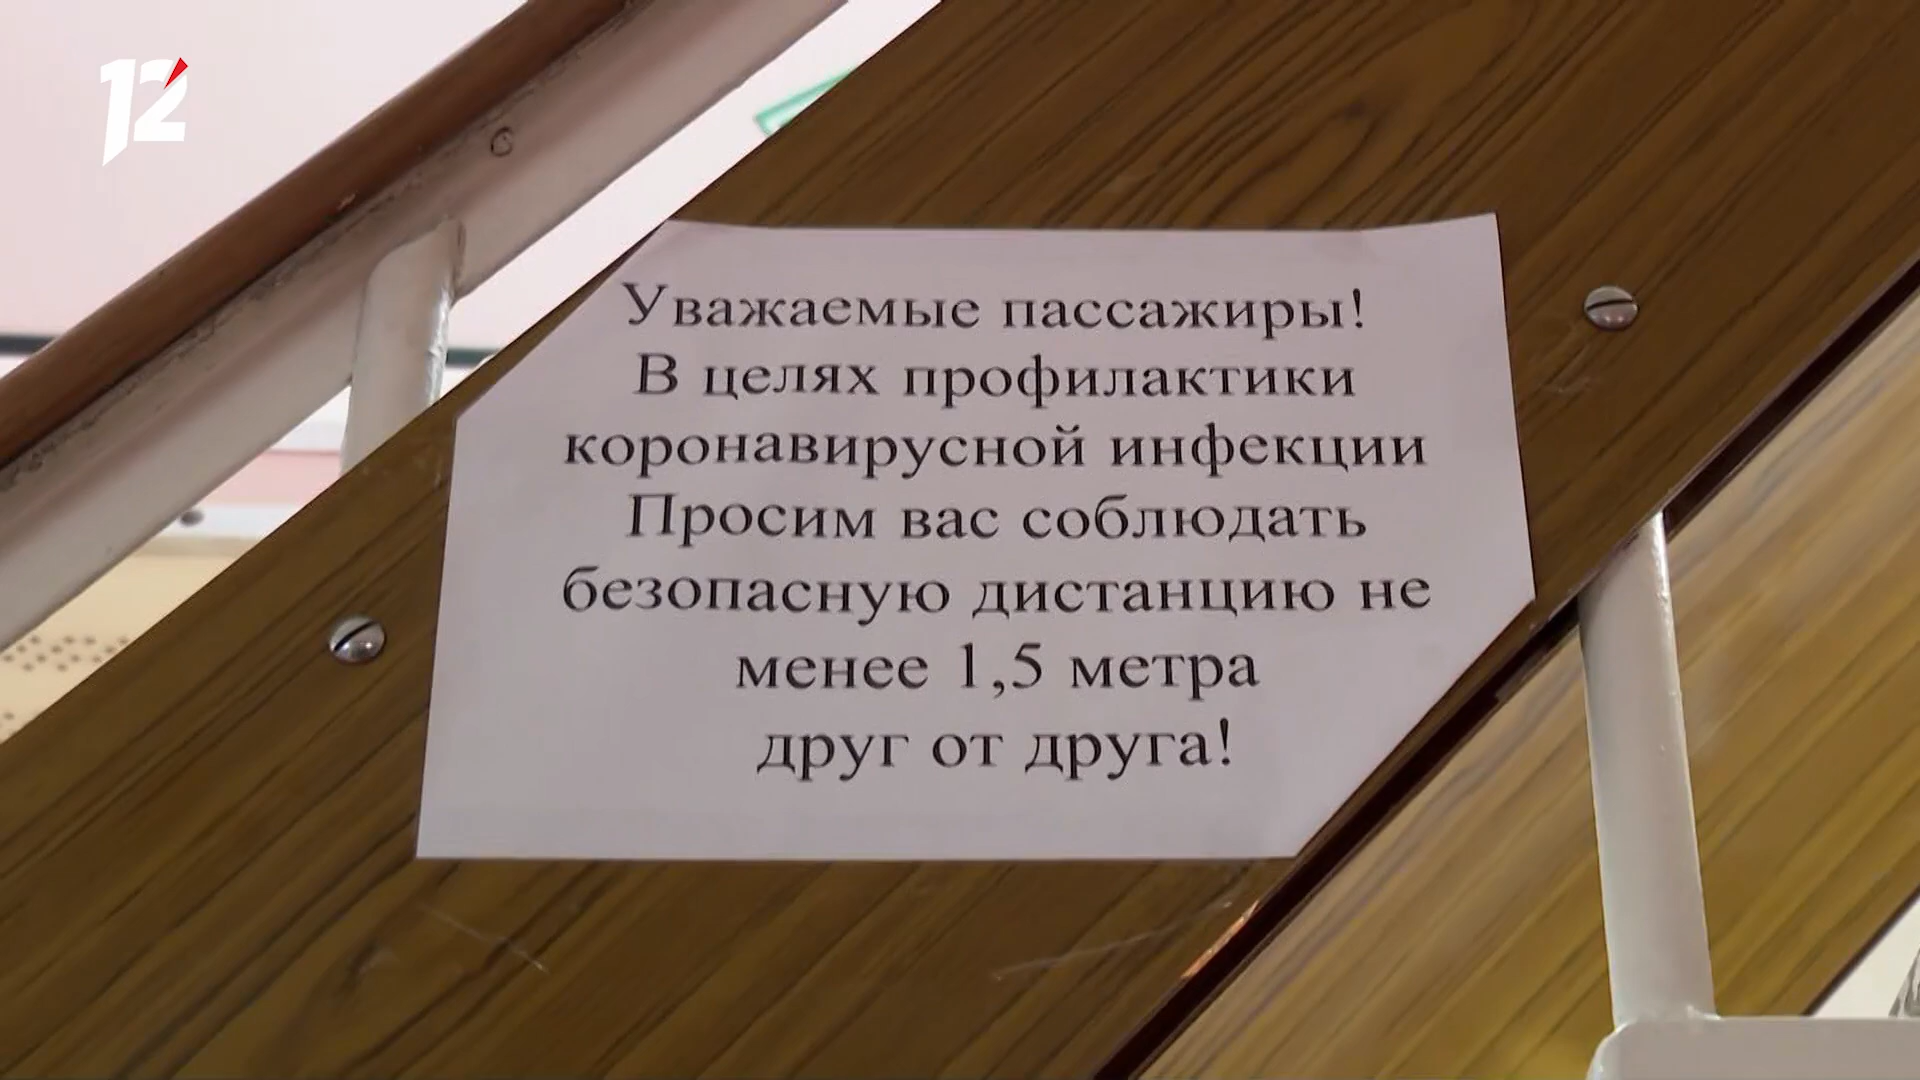 12
Уважаемые пассажиры!
В целях профилактики
коронавирусной инфекции
Просим вас соблюдать
безопасную дистанцию не
менее 1,5 метра
друг от друга!